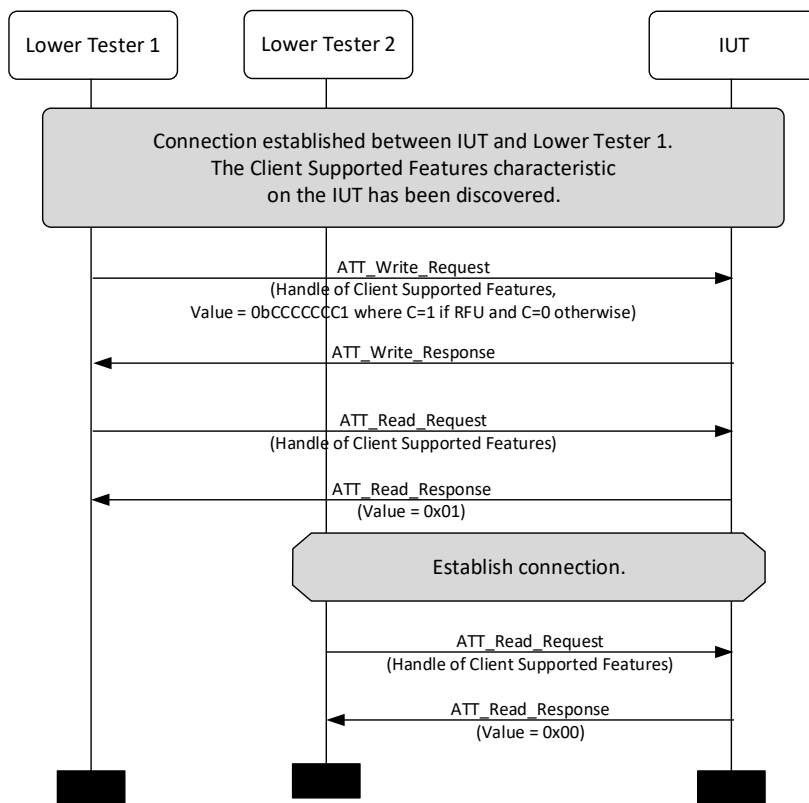 Lower Tester 1
Lower Tester 2
IUT
Connection established between IUT and Lower Tester 1.
The Client Supported Features characteristic
on the IUT has been discovered.
ATT_Write_Request
(Handle of Client Supported Features,
Value = 0bCCCCCCC1 where C=1 if RFU and C=0 otherwise)
ATT_Write_Response
ATT_Read_Request
(Handle of Client Supported Features)
ATT_Read_Response
(Value = 0x01)
Establish connection.
ATT_Read_Request
(Handle of Client Supported Features)
ATT_Read_Response
(Value = 0x00)